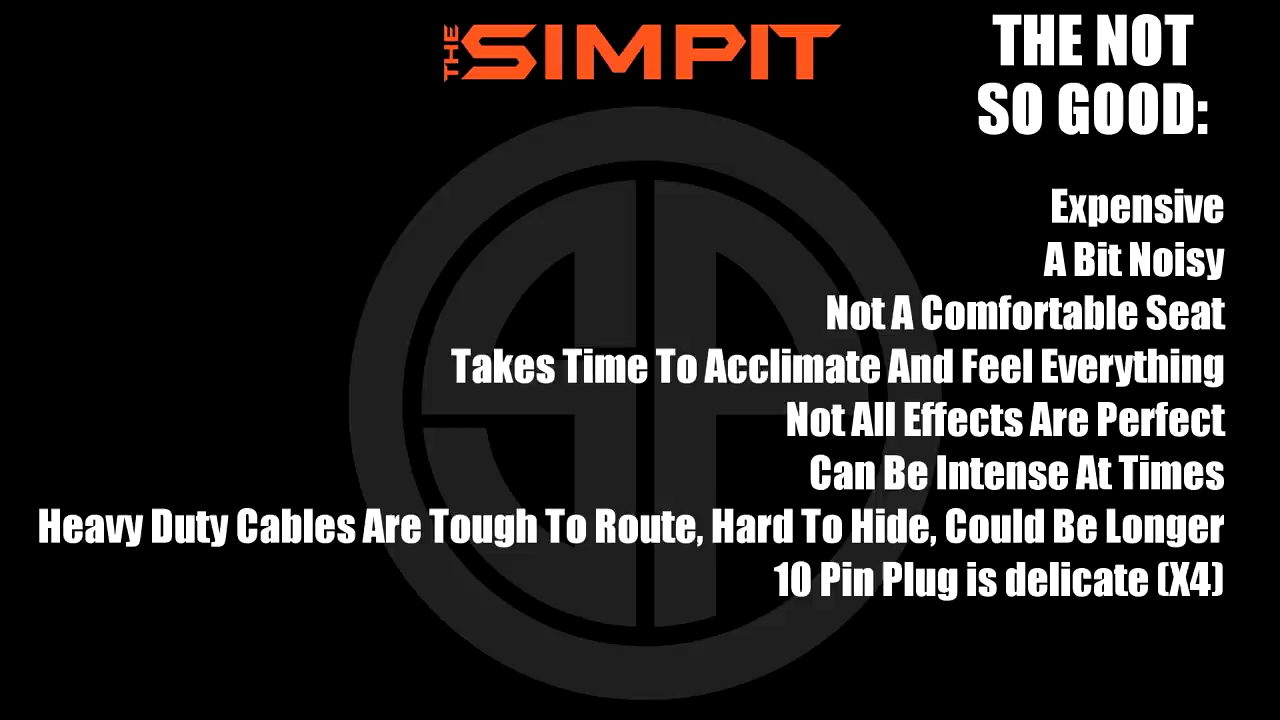 THE SIMPIT
THE NOT
SO GOOD:
Expensive
A Bit Noisy
Not A Comfortable Seat
Takes Time To Acclimate And Feel Everything
Not All Effects Are Perfect
Can Be Intense At Times
Heavy Duty Cables Are Tough To Route, Hard To Hide, Could Be Longer
10 Pin Plug is delicate (X4)